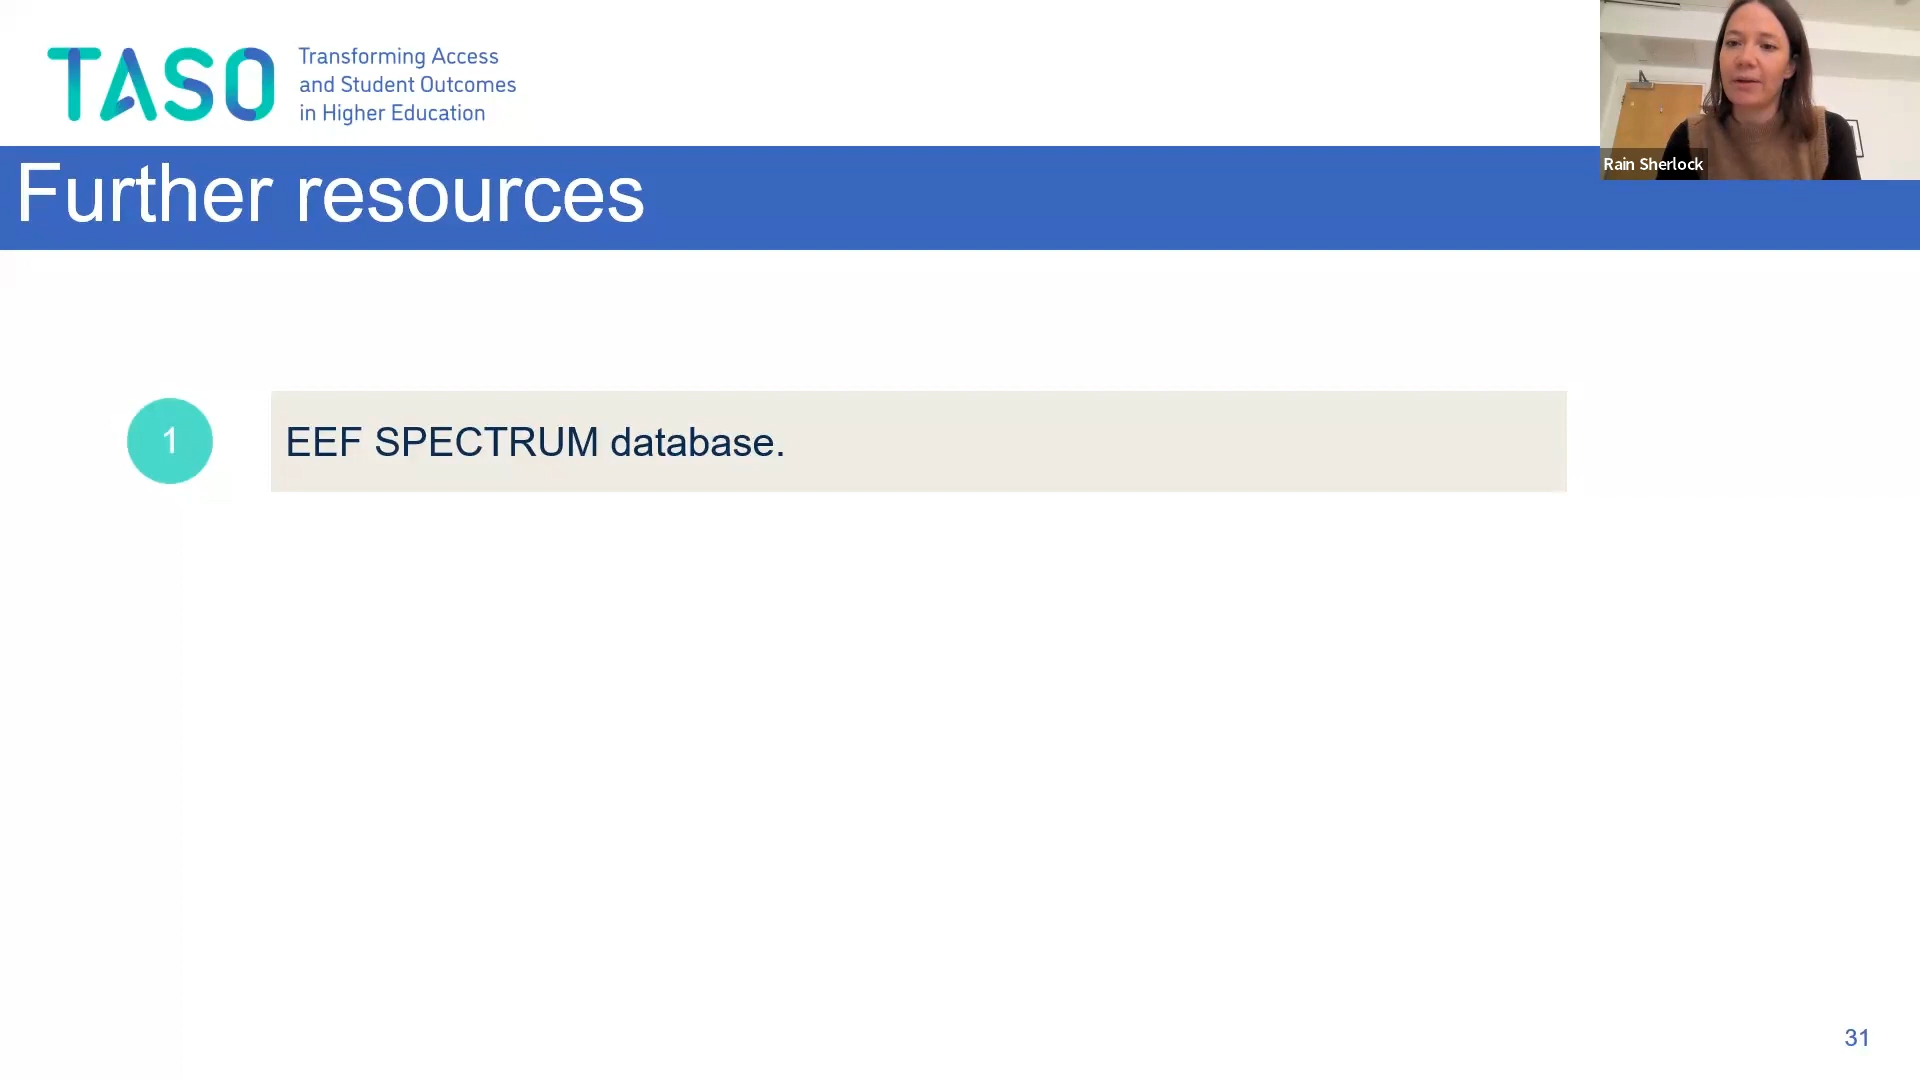 TASO
Transforming Access
and Student Outcomes
in Higher Education
Rain Sherlock
Further resources
1
EEF SPECTRUM database.
31